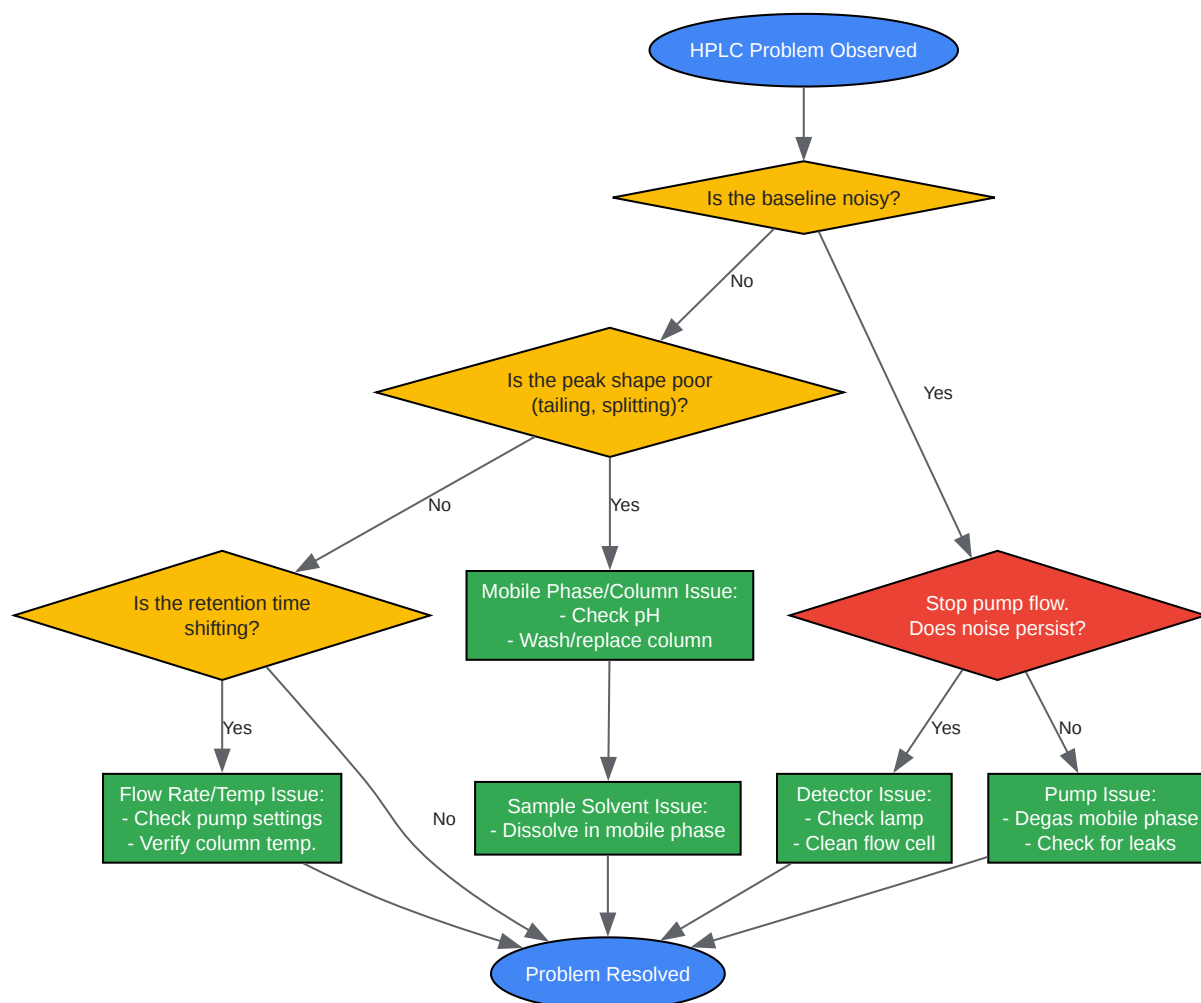 HPLC Problem Observed
Is the baseline noisy?
No
Yes
Is the peak shape poor
(tailing, splitting)?
No
Yes
Is the retention time
shifting?
Mobile Phase/Column Issue:
- Check pH
- Wash/replace column
Stop pump flow.
Does noise persist?
Yes
No
Yes
No
Flow Rate/Temp Issue:
- Check pump settings
- Verify column temp.
Sample Solvent Issue:
- Dissolve in mobile phase
Detector Issue:
- Check lamp
- Clean flow cell
Pump Issue:
- Degas mobile phase
- Check for leaks
Problem Resolved